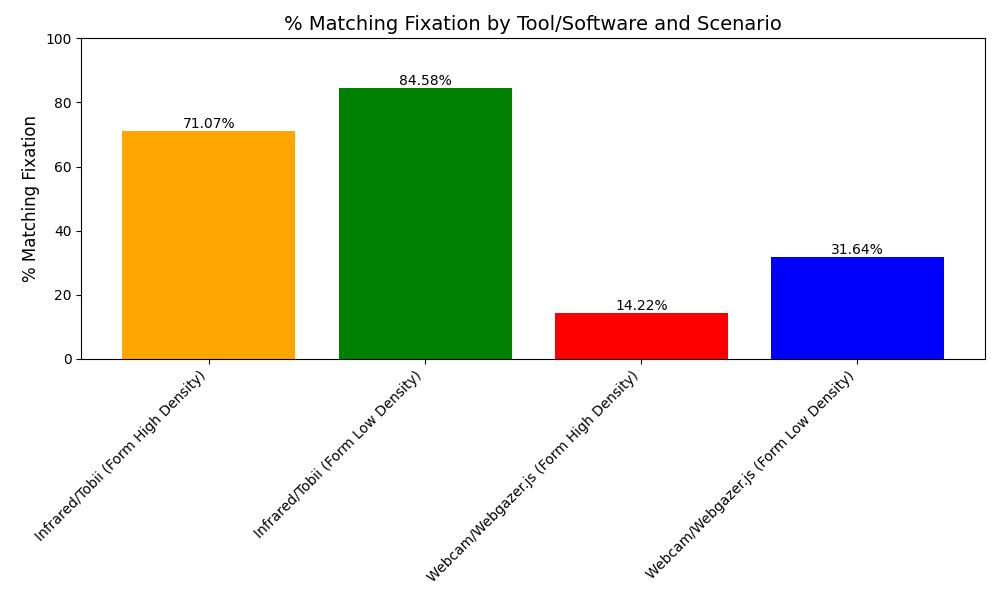 % Matching Fixation by Tool/Software and Scenario
% Matching Fixation
100
80
60
40
20
0
71.07%
84.58%
14.22%
31.64%
Infrared/Tobii (Form High Density)
Infrared/Tobii (Form Low Density)
Webcam/Webgazer.js (Form High Density)
Webcam/Webgazer.js (Form Low Density)